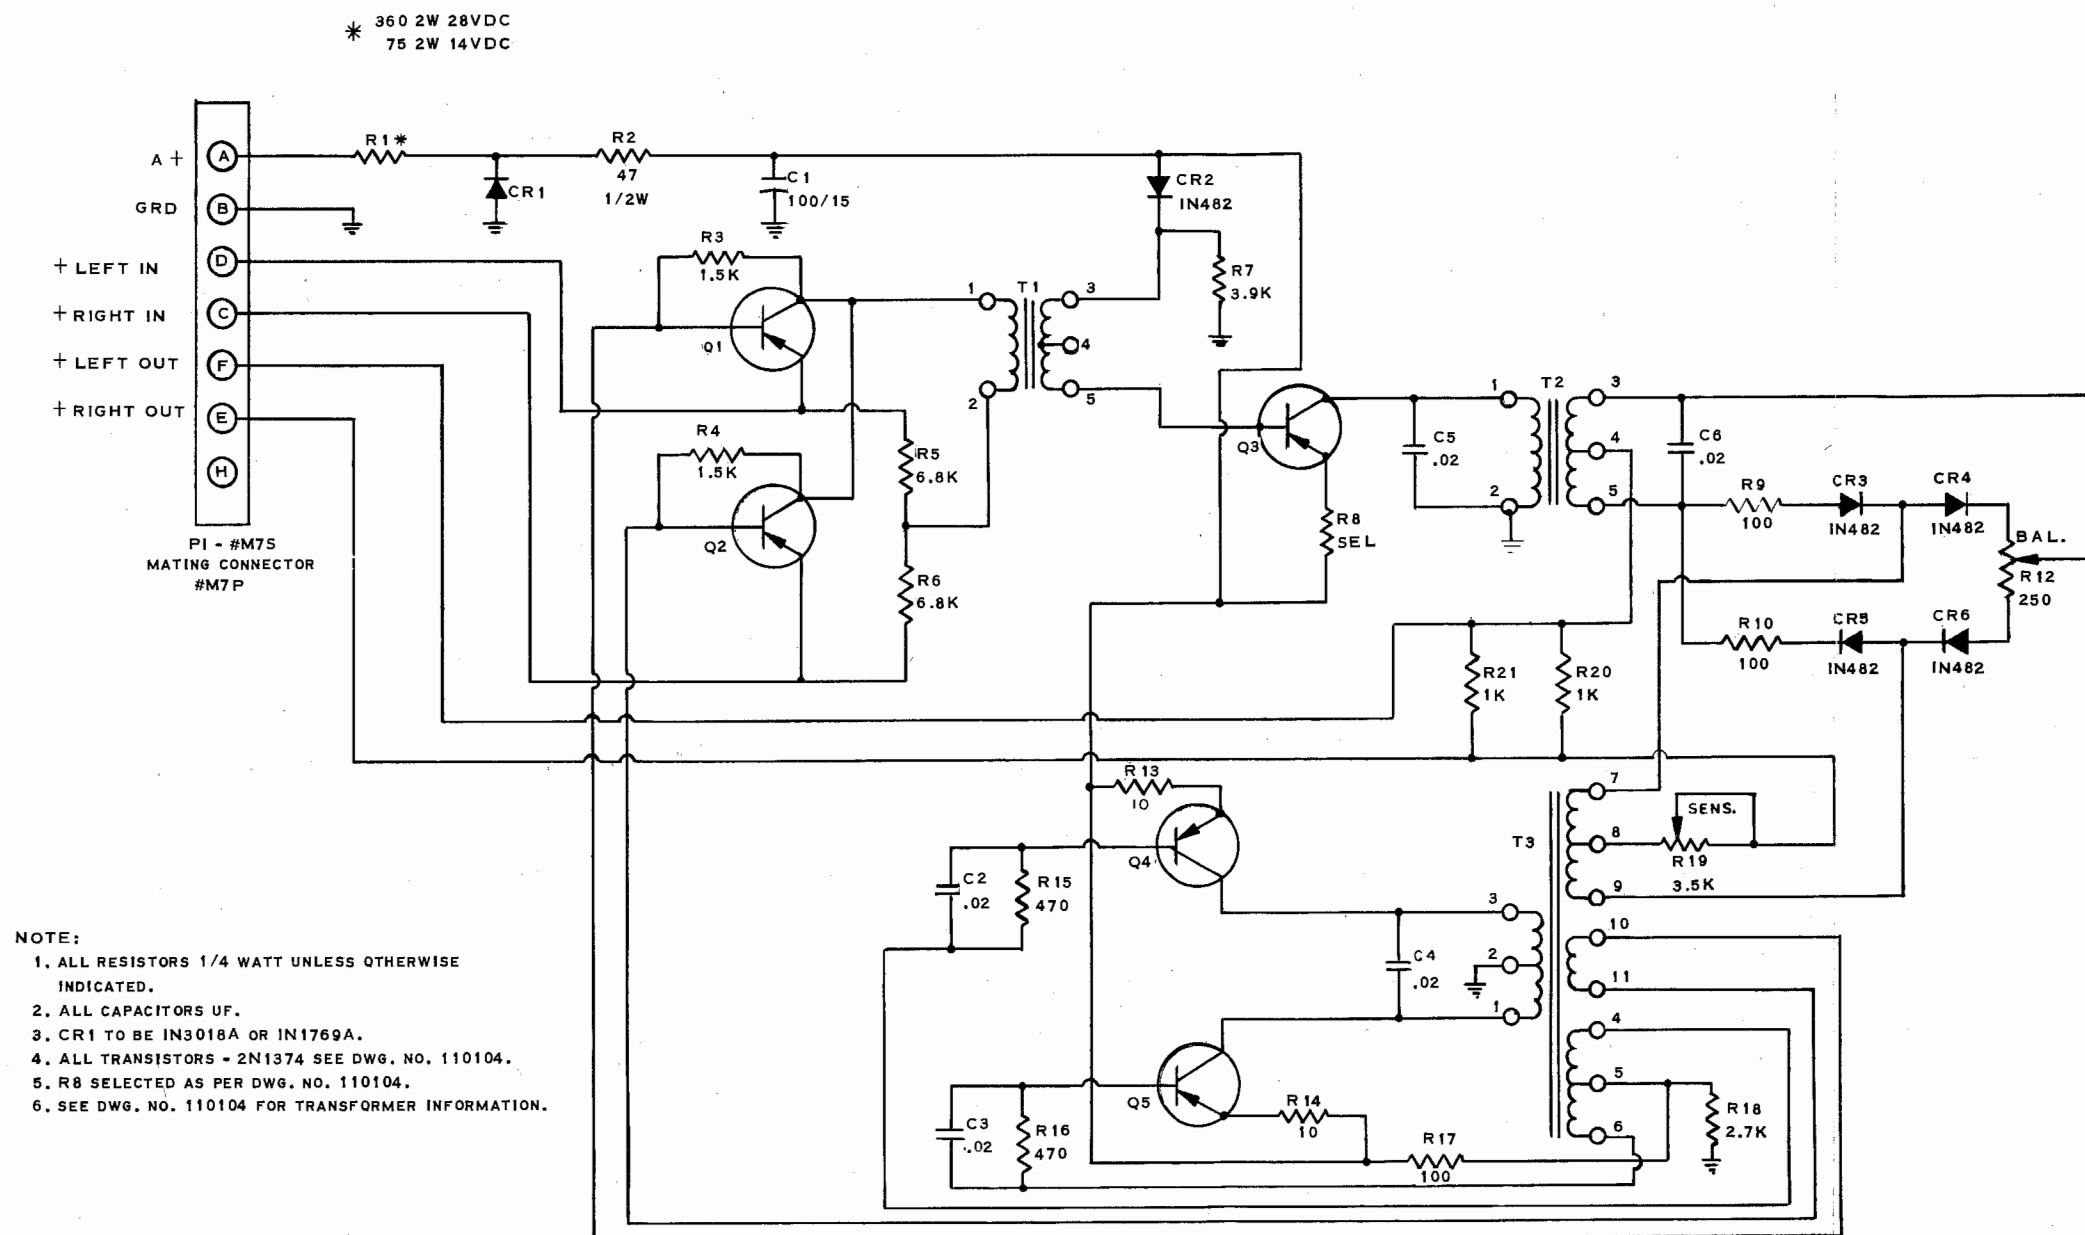 * 360 2W 28VDC
75 2W 14VDC
A +
A
R1*
R2
47
1/2W
CR1
C1
100/15
CR2
IN482
GRD
B
+ LEFT IN
D
+ RIGHT IN
C
+ LEFT OUT
F
+ RIGHT OUT
E
H
PI - #M7S
MATING CONNECTOR
#M7P
R3
1.5K
Q1
R4
1.5K
Q2
R5
6.8K
R6
6.8K
1
T1
3
4
2
5
R7
3.9K
Q3
R8
SEL
C5
.02
1
T2
3
4
2
5
C6
.02
R9
100
CR3
IN482
CR4
IN482
BAL.
R12
250
R10
100
CR5
IN482
CR6
IN482
R21
1K
R20
1K
R13
10
Q4
C2
.02
R15
470
T3
7
SENS.
8
R19
3.5K
9
3
10
C4
.02
2
11
1
4
5
6
Q5
C3
.02
R16
470
R14
10
R17
100
R18
2.7K
NOTE:
1. ALL RESISTORS 1/4 WATT UNLESS OTHERWISE
INDICATED.
2. ALL CAPACITORS UF.
3. CR1 TO BE IN3018A OR IN1769A.
4. ALL TRANSISTORS - 2N1374 SEE DWG. NO. 110104.
5. R8 SELECTED AS PER DWG. NO. 110104.
6. SEE DWG. NO. 110104 FOR TRANSFORMER INFORMATION.